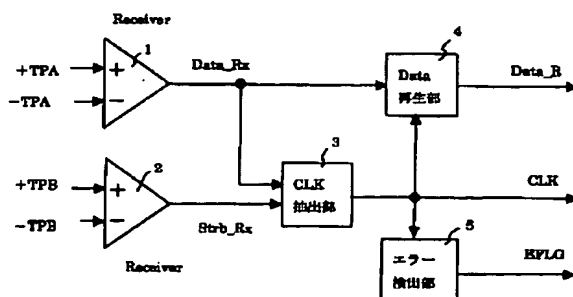 Receiver
1
+TPA
-TPA
Data_Rx
4
Data
再生部
Data_R
2
+TPB
-TPB
Strb_Rx
Receiver
3
CLK
抽出部
CLK
5
エラー
検出部
EFLG